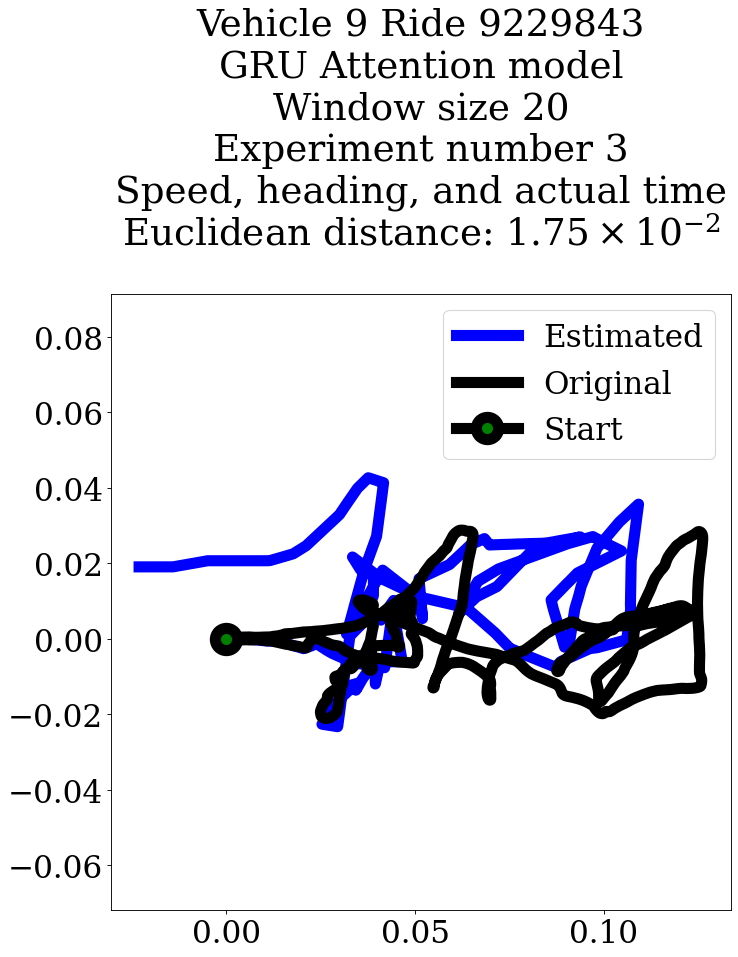 Vehicle 9 Ride 9229843
GRU Attention model
Window size 20
Experiment number 3
Speed, heading, and actual time
Euclidean distance: 1.75 × 10⁻²
Estimated
Original
Start
0.08
0.06
0.04
0.02
0.00
−0.02
−0.04
−0.06
0.00 0.05 0.10